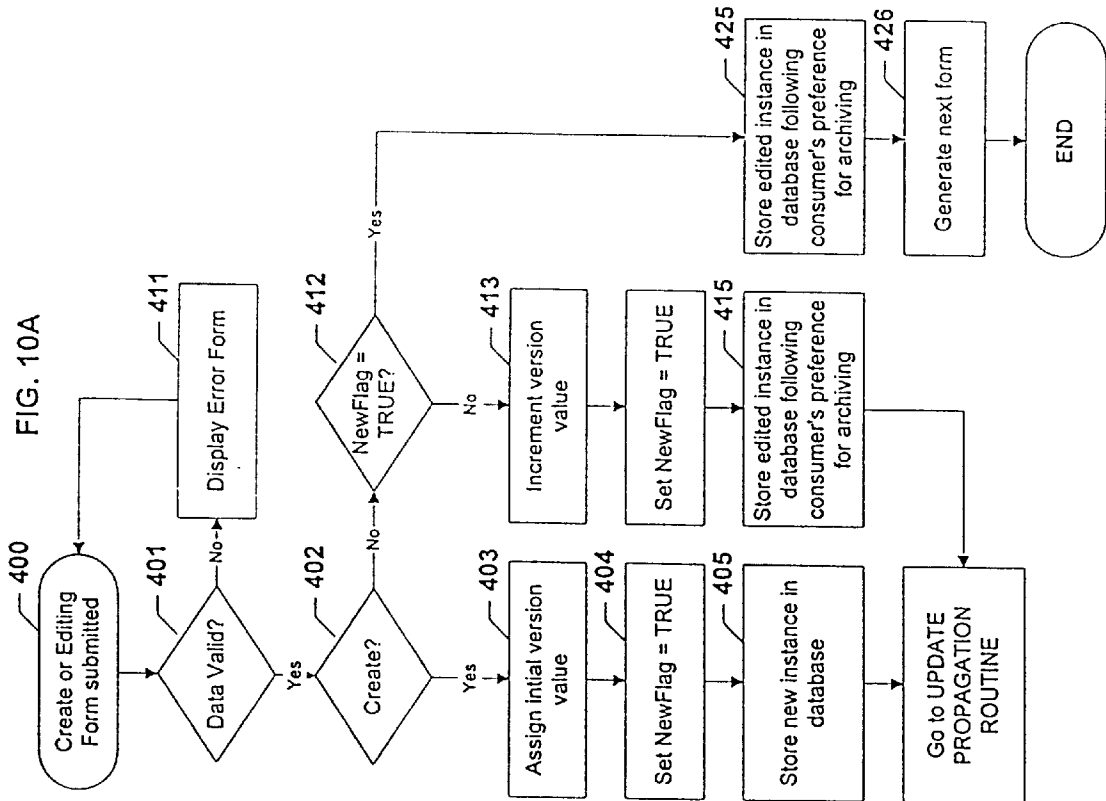 FIG. 10A
400
Create or Editing
Form submitted
401
Data Valid?
No
411
Display Error Form
Yes
402
Create?
No
412
NewFlag =
TRUE?
Yes
Yes
403
Assign intial version
value
404
Set NewFlag = TRUE
405
Store new instance in
database
Go to UPDATE
PROPAGATION
ROUTINE
No
413
Increment version
value
Set NewFlag = TRUE
415
Store edited instance in
database following
consumer's preference
for archiving
425
Store edited instance in
database following
consumer's preference
for archiving
426
Generate next form
END